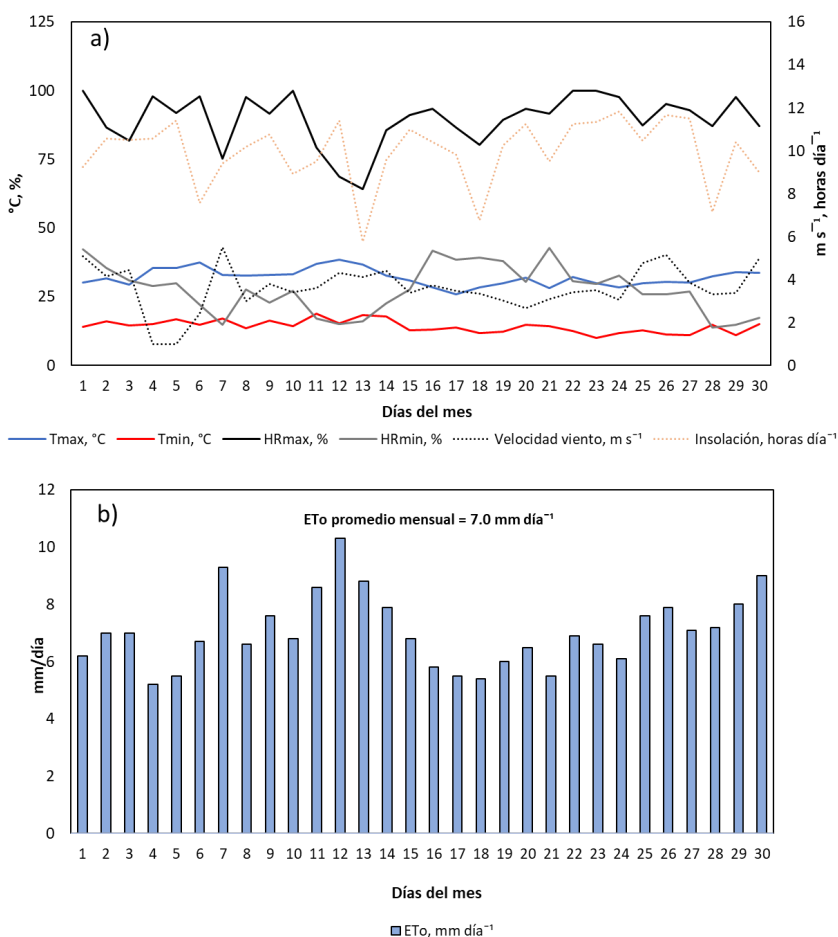 a)
125
100
75
50
25
0
°C, %,
16
14
12
10
8
6
4
2
0
m s⁻¹, horas día⁻¹
1 2 3 4 5 6 7 8 9 10 11 12 13 14 15 16 17 18 19 20 21 22 23 24 25 26 27 28 29 30
Días del mes
Tmax, °C Tmin, °C HRmax, % HRmin, % Velocidad viento, m s⁻¹ Insolación, horas día⁻¹
b)
ETo promedio mensual = 7.0 mm día⁻¹
12
10
8
6
4
2
0
mm/día
1 2 3 4 5 6 7 8 9 10 11 12 13 14 15 16 17 18 19 20 21 22 23 24 25 26 27 28 29 30
Días del mes
ETo, mm día⁻¹